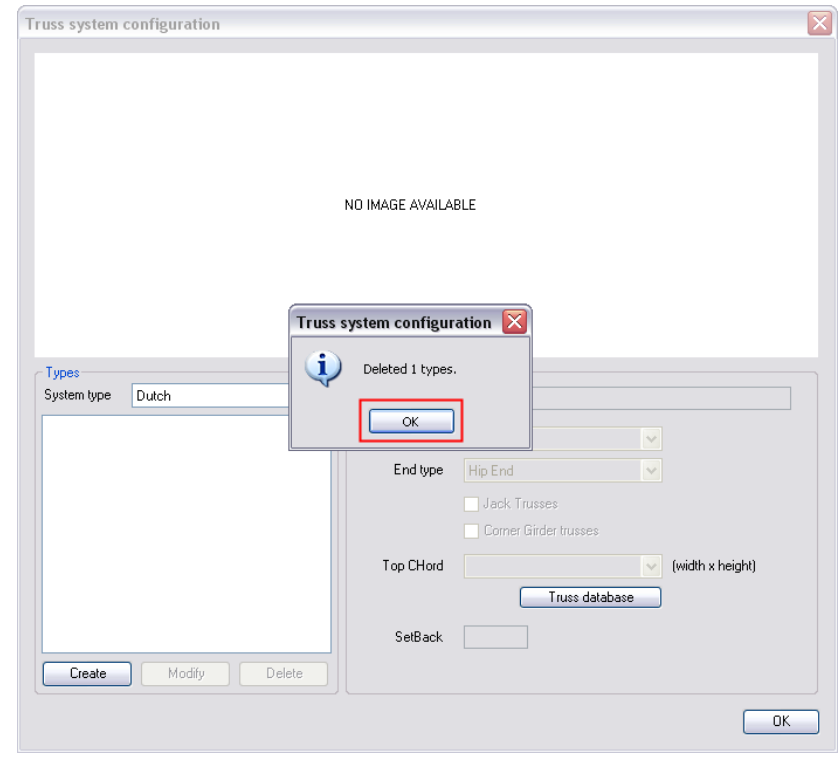 Truss system configuration
NO IMAGE AVAILABLE
Truss system configuration
Deleted 1 types.
OK
Types
System type
Dutch
End type
Hip End
Jack Trusses
Corner Girder trusses
Top CHord
(width x height)
Truss database
SetBack
Create
Modify
Delete
OK